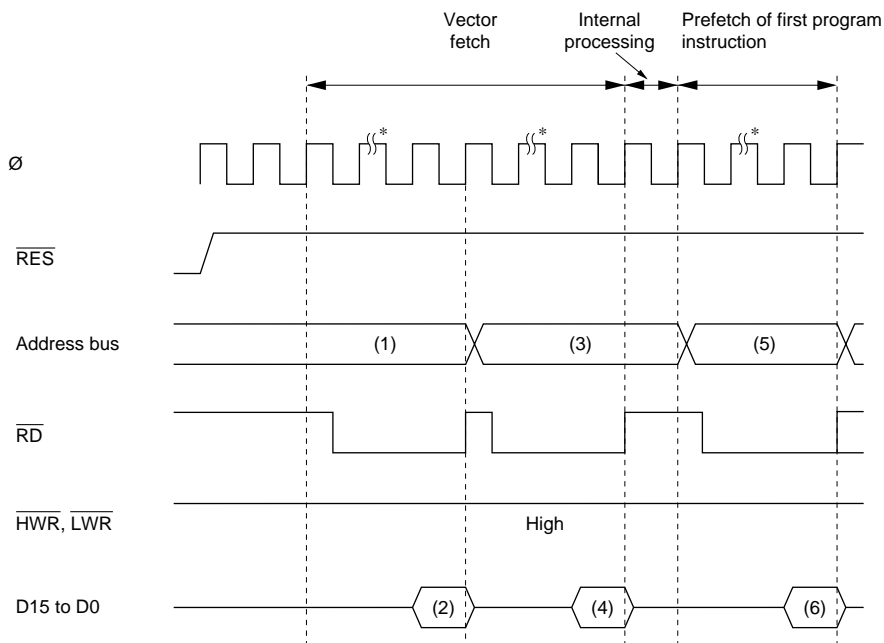 Vector
fetch
Internal
processing
Prefetch of first program
instruction
*
*
*
Ø
RES
Address bus
(1)
(3)
(5)
RD
HWR, LWR
High
D15 to D0
(2)
(4)
(6)